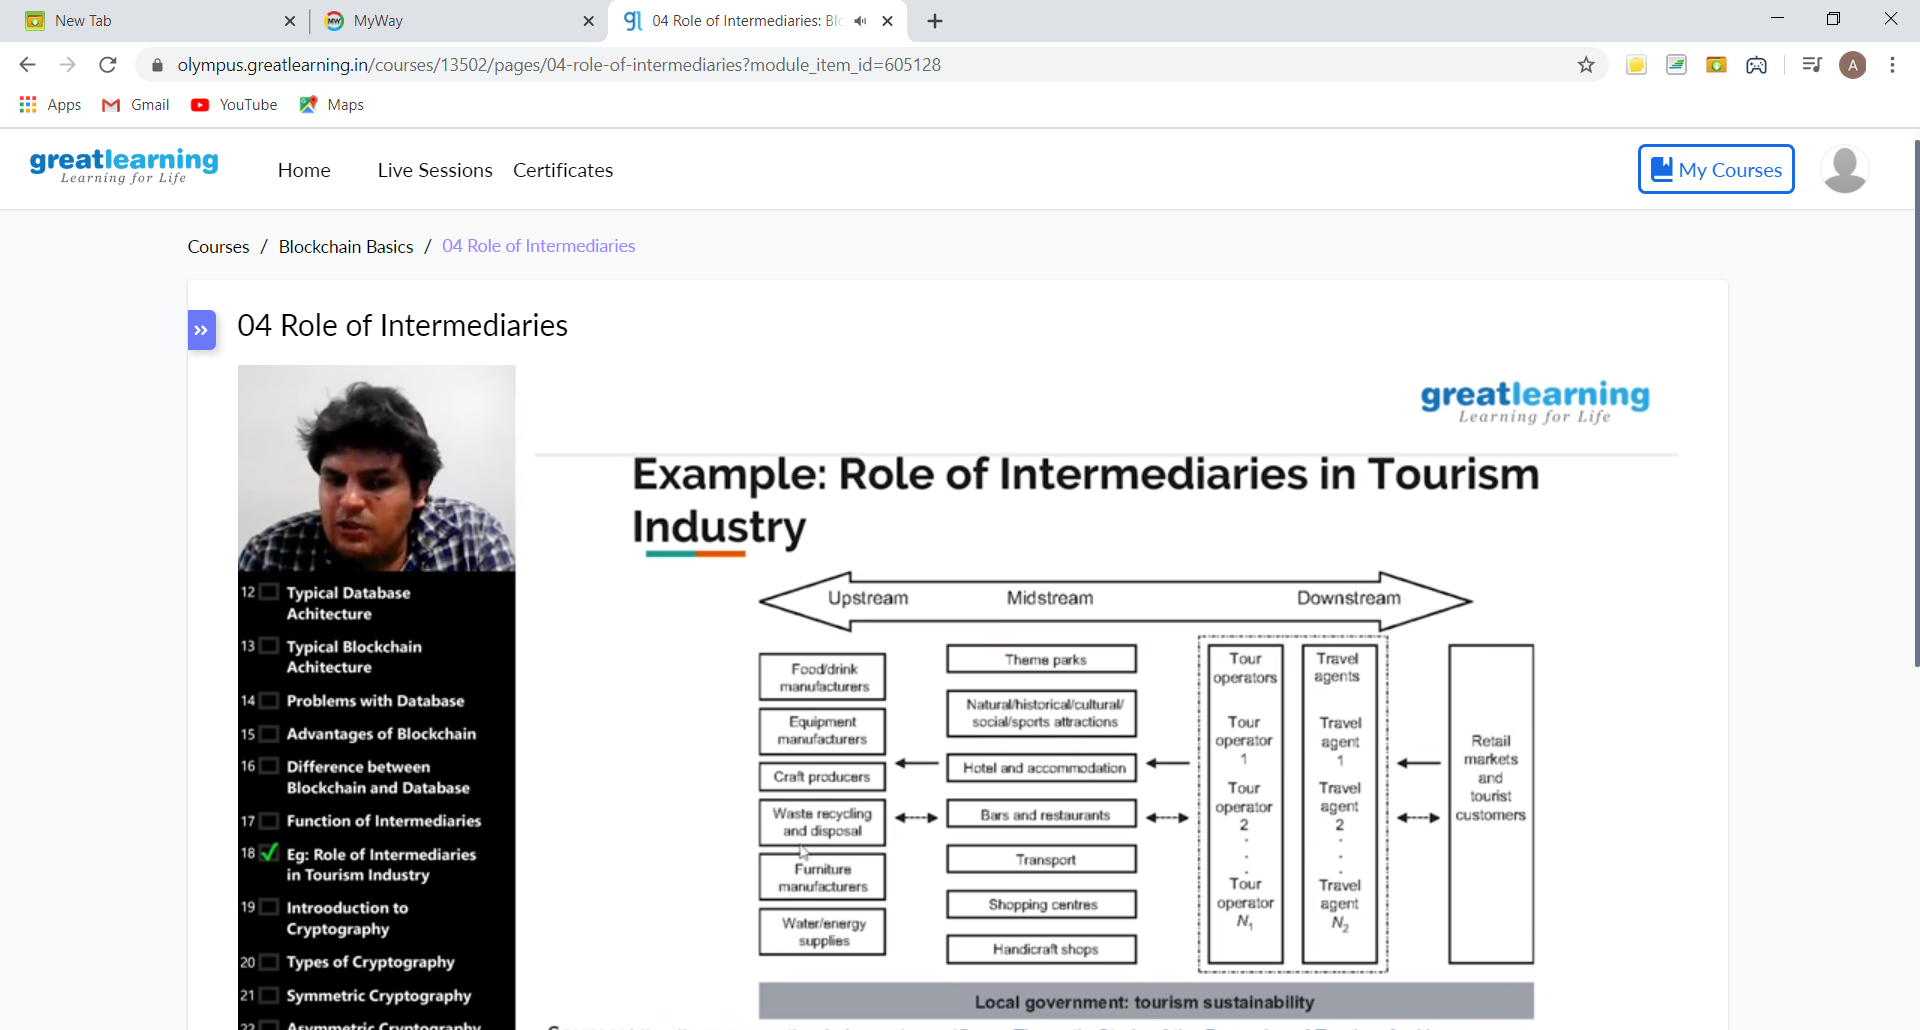 New Tab
MyWay
04 Role of Intermediaries: Blo
olympus.greatlearning.in/courses/13502/pages/04-role-of-intermediaries?module_item_id=605128
A
Apps
Gmail
YouTube
Maps
greatlearning
Learning for Life
Home
Live Sessions
Certificates
My Courses
Courses / Blockchain Basics / 04 Role of Intermediaries
04 Role of Intermediaries
greatlearning
Learning for Life
Example: Role of Intermediaries in Tourism
Industry
12 Typical Database
Achitecture
13 Typical Blockchain
Achitecture
14 Problems with Database
15 Advantages of Blockchain
16 Difference between
Blockchain and Database
17 Function of Intermediaries
18 Eg: Role of Intermediaries
in Tourism Industry
19 Introoduction to
Cryptography
20 Types of Cryptography
21 Symmetric Cryptography
22 Asymmetric Cryptography
Upstream
Midstream
Downstream
Food/drink
manufacturers
Equipment
manufacturers
Craft producers
Waste recycling
and disposal
Furniture
manufacturers
Water/energy
supplies
Theme parks
Natural/historical/cultural/
social/sports attractions
Hotel and accommodation
Bars and restaurants
Transport
Shopping centres
Handicraft shops
Tour
operators
Tour
operator
1
Tour
operator
2
Tour
operator
N1
Travel
agents
Travel
agent
1
Travel
agent
2
Travel
agent
N2
Retail
markets
and
tourist
customers
Local government: tourism sustainability